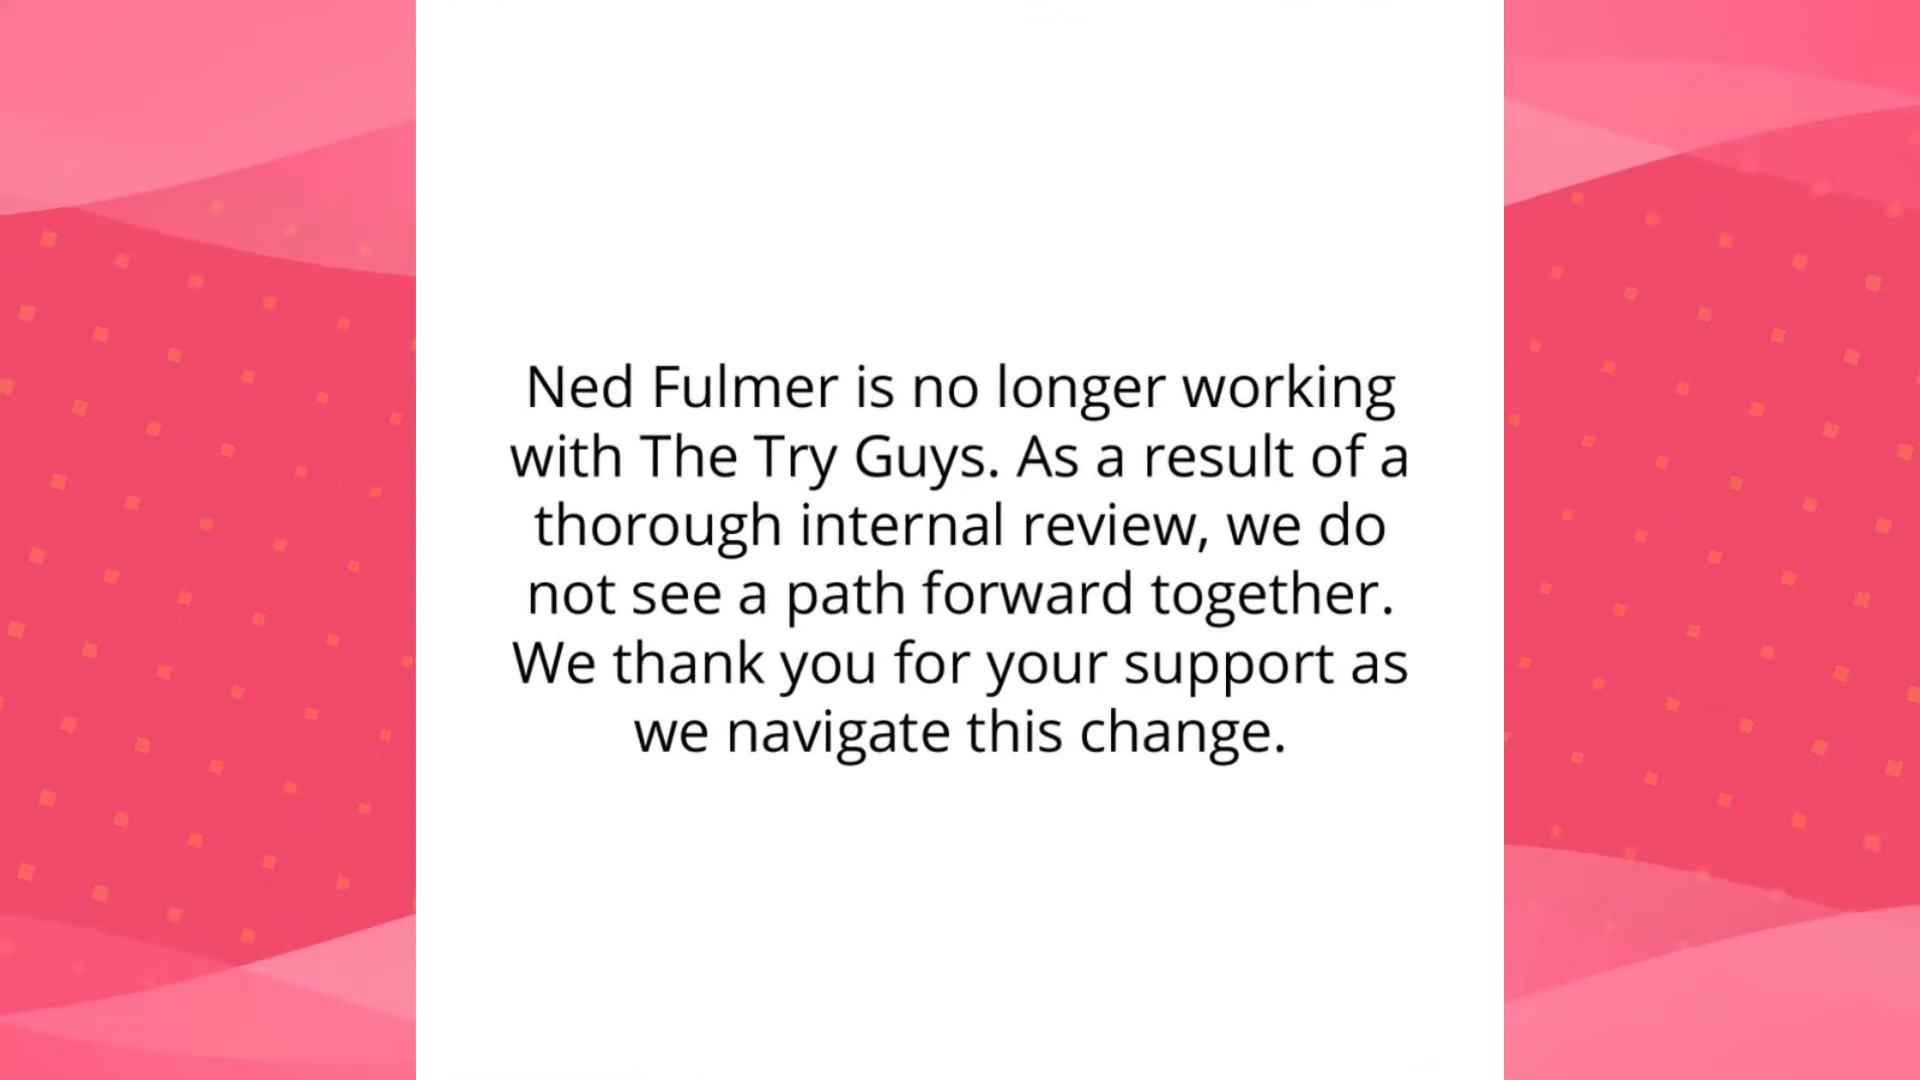 Ned Fulmer is no longer working
with The Try Guys. As a result of a
thorough internal review, we do
not see a path forward together.
We thank you for your support as
we navigate this change.